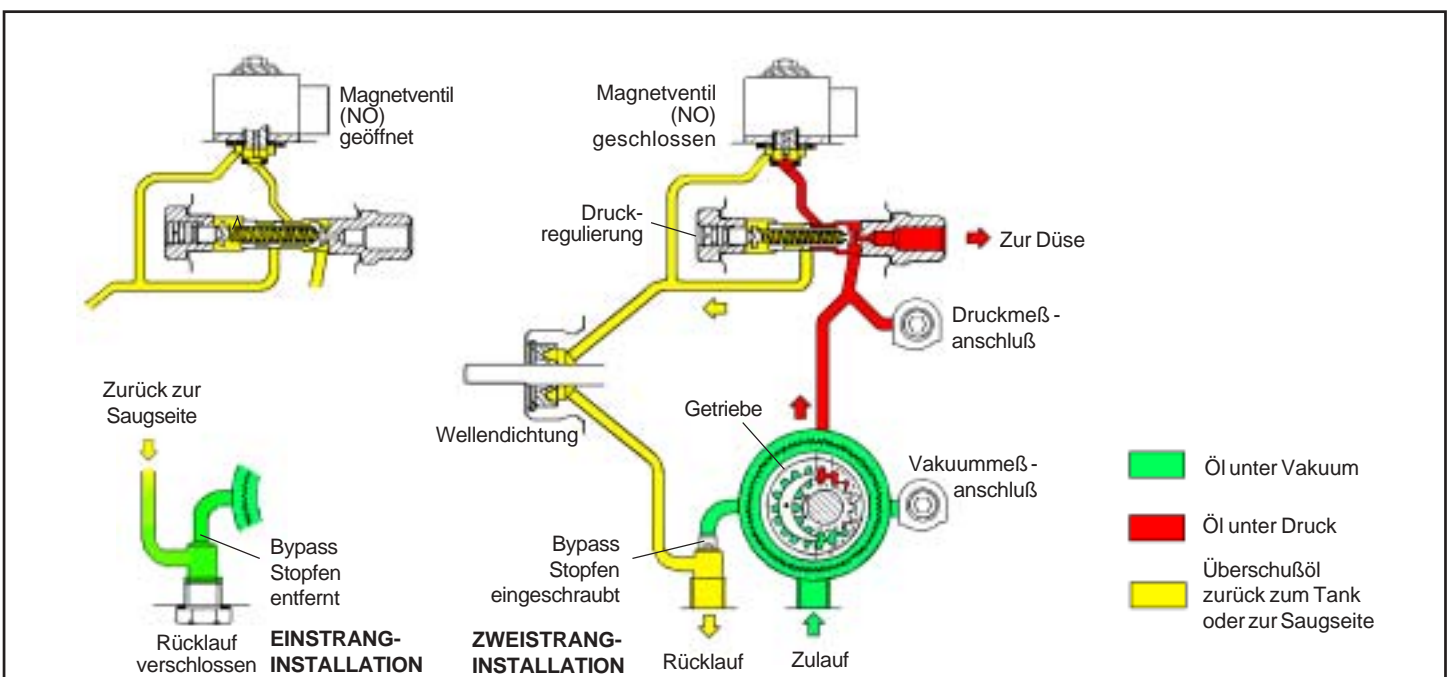 Magnetventil
(NO)
geöffnet
Magnetventil
(NO)
geschlossen
Druck-
regulierung
Zur Düse
Druckmeß -
anschluß
Zurück zur
Saugseite
Wellendichtung
Getriebe
Vakuummeß -
anschluß
Öl unter Vakuum
Öl unter Druck
Überschußöl
zurück zum Tank
oder zur Saugseite
Bypass
Stopfen
entfernt
Bypass
Stopfen
eingeschraubt
Rücklauf
verschlossen
EINSTRANG-
INSTALLATION
ZWEISTRANG-
INSTALLATION
Rücklauf
Zulauf